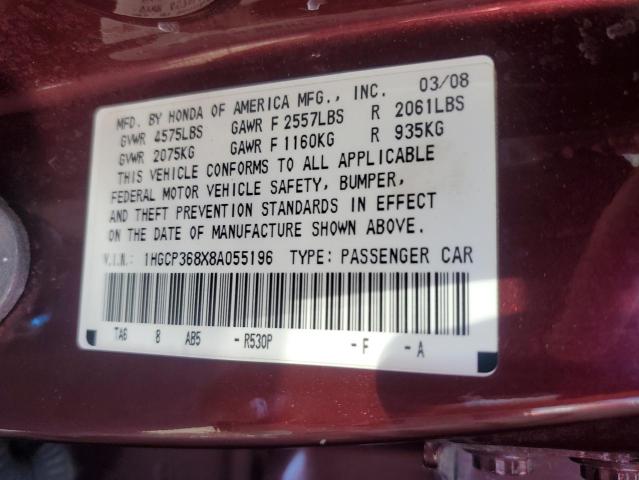 MFD. BY HONDA OF AMERICA MFG., INC. 03/08
GVWR 4575LBS GAWR F 2557LBS R 2061LBS
GVWR 2075KG GAWR F 1160KG R 935KG
THIS VEHICLE CONFORMS TO ALL APPLICABLE
FEDERAL MOTOR VEHICLE SAFETY, BUMPER,
AND THEFT PREVENTION STANDARDS IN EFFECT
ON THE DATE OF MANUFACTURE SHOWN ABOVE.
V.I.N.: 1HGCP368X8A055196 TYPE: PASSENGER CAR
TA6 8 AB5 - R530P - F - A